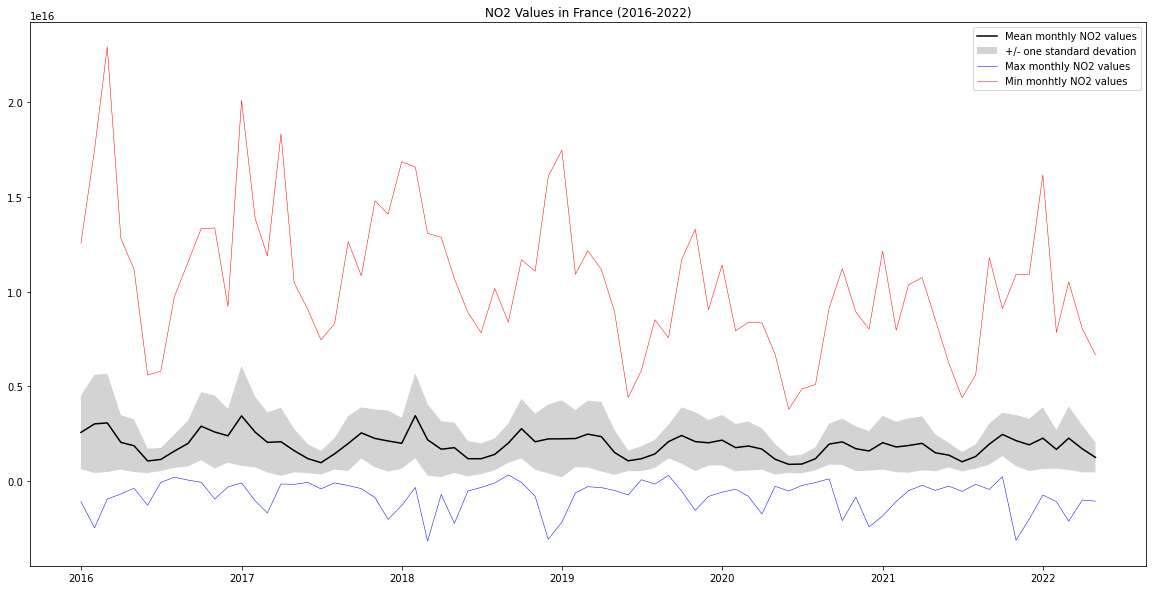 NO2 Values in France (2016-2022)
1e16
Mean monthly NO2 values
+/- one standard devation
Max monthly NO2 values
Min monhtly NO2 values
2.0
1.5
1.0
0.5
0.0
2016 2017 2018 2019 2020 2021 2022